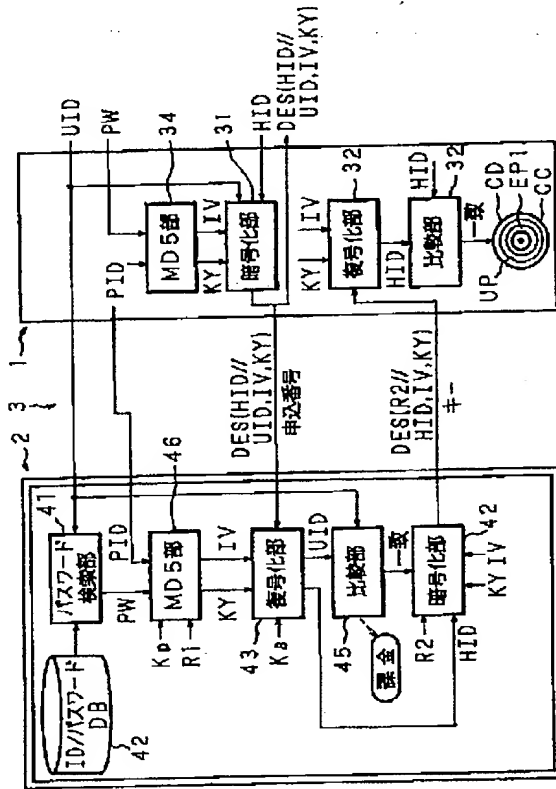 1
3
2
ID/パスワード
DB
42
パスワード
検索部
41
UID
PW
PID
PW
PID
MD5部
46
Kp
R1
KY
IV
復号化部
43
Ka
UID
比較部
45
課金
一致
暗号化部
42
R2
HID
KY IV
DES(HID//
UID,IV,KY)
申込番号
DES(R2//
HID,IV,KY)
キー
MD5部
34
KY
IV
暗号化部
31
HID
DES(HID//
UID,IV,KY)
KY
IV
復号化部
32
HID
HID
比較部
32
一致
UP
CD
EP1
CC